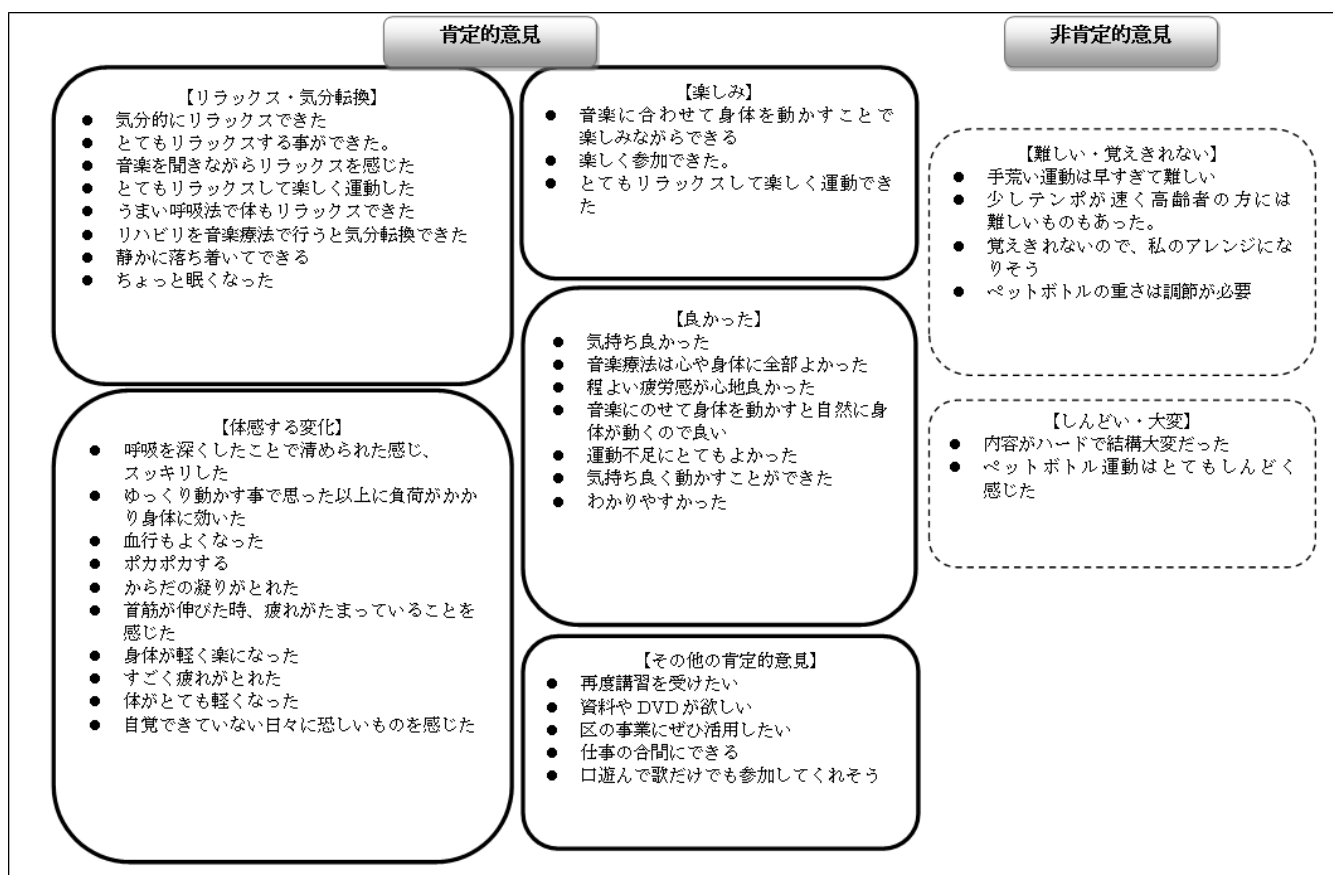 肯定的意見
非肯定的意見
【リラックス・気分転換】
● 気分的にリラックスできた
● とてもリラックスする事ができた。
● 音楽を聞きながらリラックスを感じた
● とてもリラックスして楽しく運動した
● うまい呼吸法で体もリラックスできた
● リハビリを音楽療法で行うと気分転換できた
● 静かに落ち着いてできる
● ちょっと眠くなった
【体感する変化】
● 呼吸を深くしたことで清められた感じ、
スッキリした
● ゆっくり動かす事で思った以上に負荷がかか
り身体に効いた
● 血行もよくなった
● ポカポカする
● からだの凝りがとれた
● 首筋が伸びた時、疲れがたまっていることを
感じた
● 身体が軽く楽になった
● すごく疲れがとれた
● 体がとても軽くなった
● 自覚できていない日々に恐しいものを感じた
【楽しみ】
● 音楽に合わせて身体を動かすことで
楽しみながらできる
● 楽しく参加できた。
● とてもリラックスして楽しく運動でき
た
【良かった】
● 気持ち良かった
● 音楽療法は心や身体に全部よかった
● 程よい疲労感が心地良かった
● 音楽にのせて身体を動かすと自然に身
体が動くので良い
● 運動不足にとてもよかった
● 気持ち良く動かすことができた
● わかりやすかった
【その他の肯定的意見】
● 再度講習を受けたい
● 資料や DVD が欲しい
● 区の事業にぜひ活用したい
● 仕事の合間にできる
● 口遊んで歌だけでも参加してくれそう
【難しい・覚えきれない】
● 手荒い運動は早すぎて難しい
● 少しテンポが速く高齢者の方には
難しいものもあった。
● 覚えきれないので、私のアレンジにな
りそう
● ペットボトルの重さは調節が必要
【しんどい・大変】
● 内容がハードで結構大変だった
● ペットボトル運動はとてもしんどく
感じた